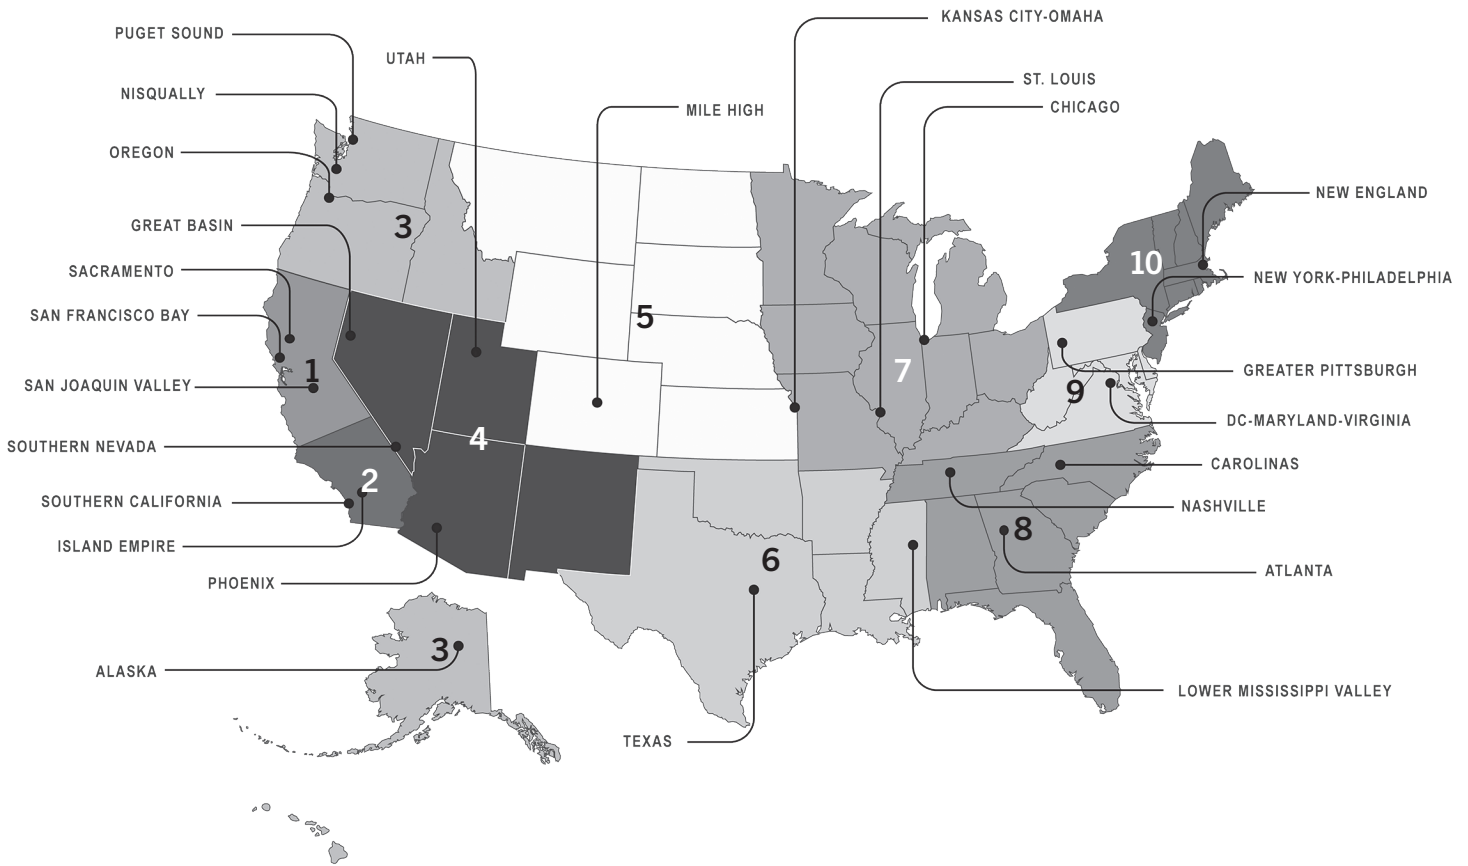 KANSAS CITY-OMAHA
PUGET SOUND
UTAH
ST. LOUIS
NISQUALLY
MILE HIGH
CHICAGO
OREGON
NEW ENGLAND
3
GREAT BASIN
10
SACRAMENTO
NEW YORK-PHILADELPHIA
SAN FRANCISCO BAY
5
1
7
GREATER PITTSBURGH
SAN JOAQUIN VALLEY
9
DC-MARYLAND-VIRGINIA
SOUTHERN NEVADA
4
CAROLINAS
2
SOUTHERN CALIFORNIA
NASHVILLE
8
ISLAND EMPIRE
6
ATLANTA
PHOENIX
3
ALASKA
LOWER MISSISSIPPI VALLEY
TEXAS